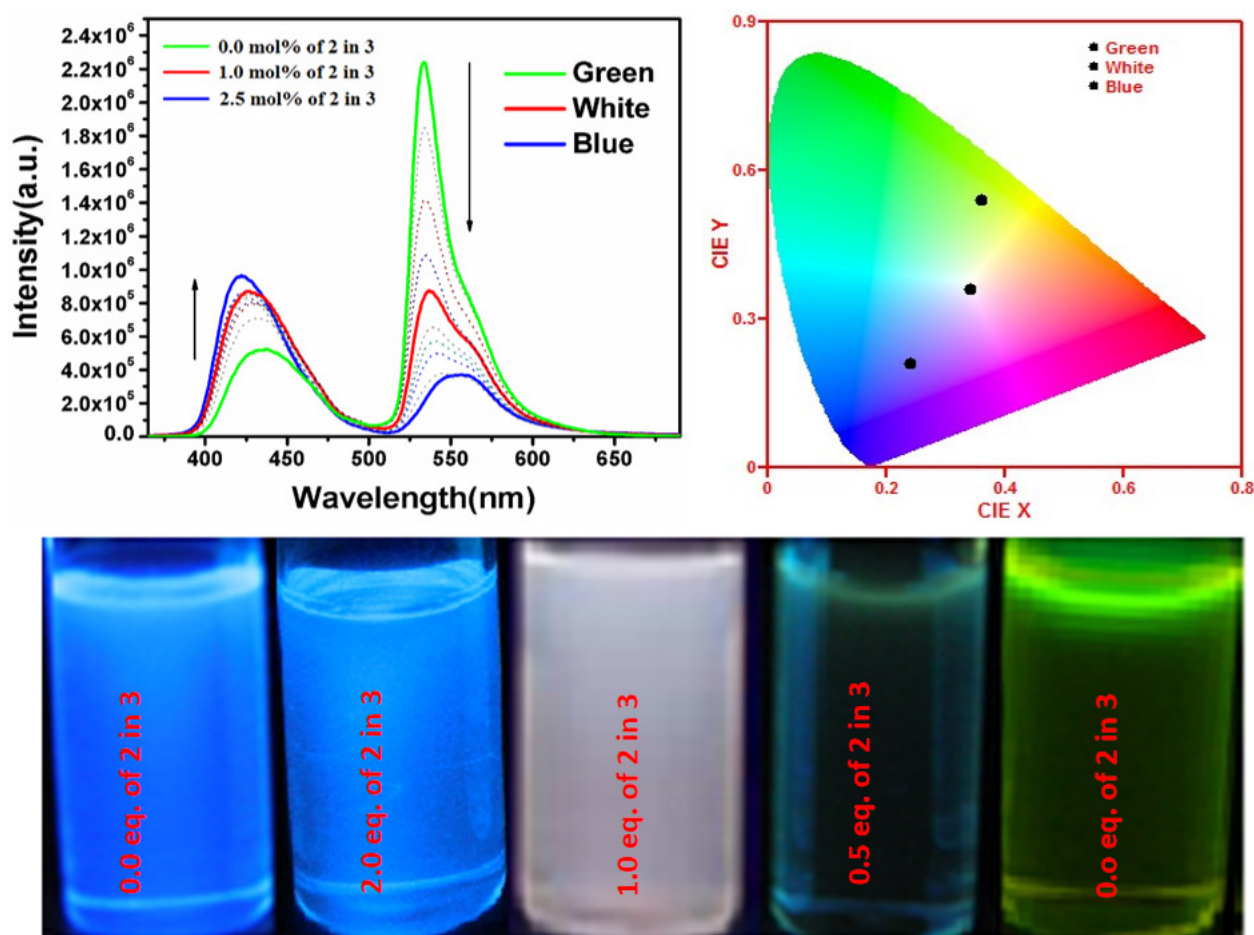 2.4x10⁶
2.2x10⁶
2.0x10⁶
1.8x10⁶
1.6x10⁶
1.4x10⁶
1.2x10⁶
1.0x10⁶
8.0x10⁵
6.0x10⁵
4.0x10⁵
2.0x10⁵
0.0
Intensity(a.u.)
0.0 mol% of 2 in 3
1.0 mol% of 2 in 3
2.5 mol% of 2 in 3
Green
White
Blue
400 450 500 550 600 650
Wavelength(nm)
0.9
0.6
0.3
0
CIE Y
Green
White
Blue
0 0.2 0.4 0.6 0.8
CIE X
0.0 eq. of 2 in 3
2.0 eq. of 2 in 3
1.0 eq. of 2 in 3
0.5 eq. of 2 in 3
0.o eq. of 2 in 3